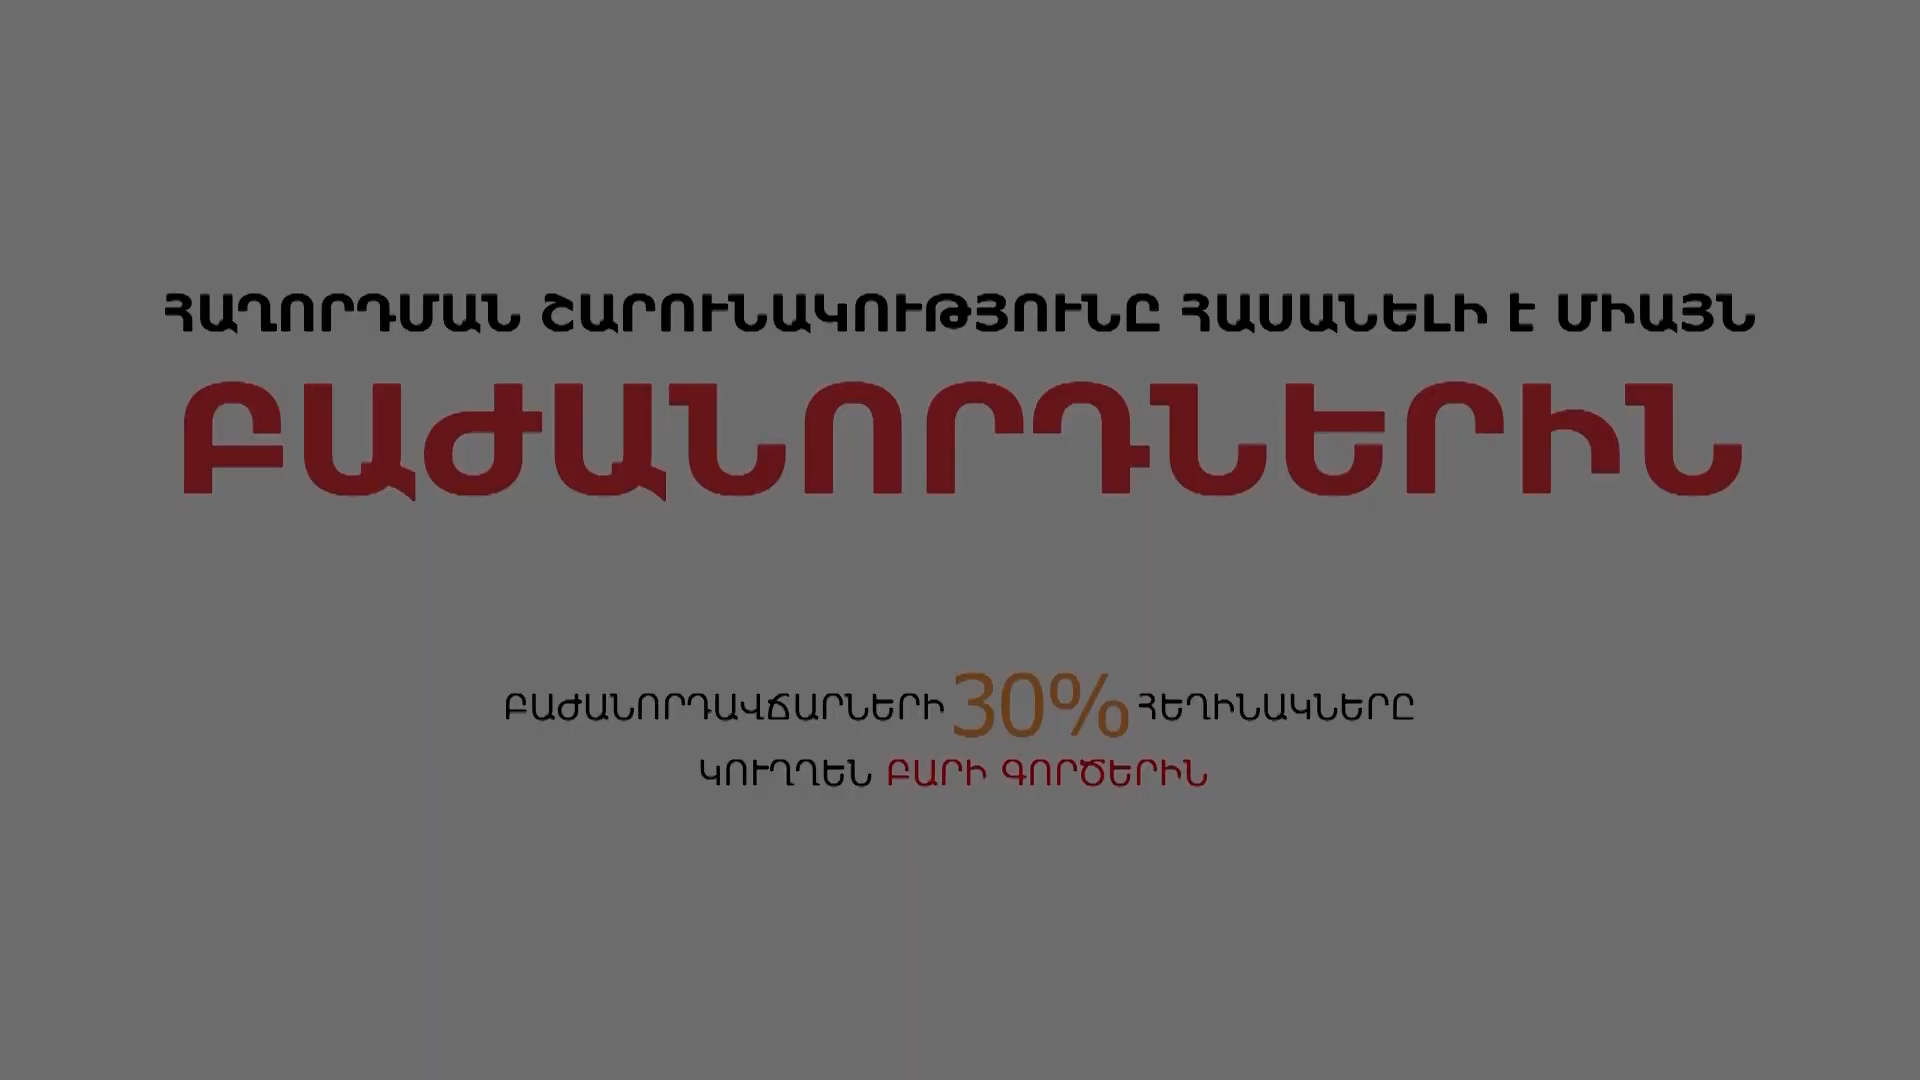 ՀԱՂՈՐԴՄԱՆ ՇԱՐՈՒՆԱԿՈՒԹՅՈՒՆԸ ՀԱՍԱՆԵԼԻ Է ՄԻԱՅՆ
ԲԱԺԱՆՈՐԴՆԵՐԻՆ
ԲԱԺԱՆՈՐԴԱՎՃԱՐՆԵՐԻ 30% ՀԵՂԻՆԱԿՆԵՐԸ
ԿՈՒՂՂԵՆ ԲԱՐԻ ԳՈՐԾԵՐԻՆ